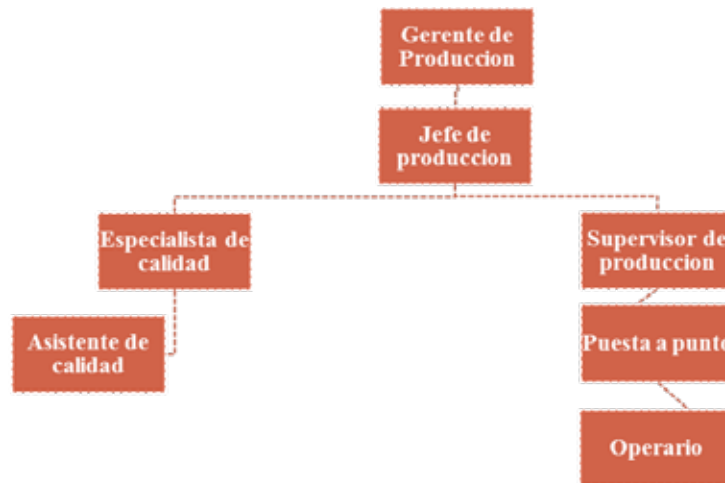 Gerente de
Produccion
Jefe de
produccion
Especialista de
calidad
Supervisor de
produccion
Asistente de
calidad
Puesta a punto
Operario